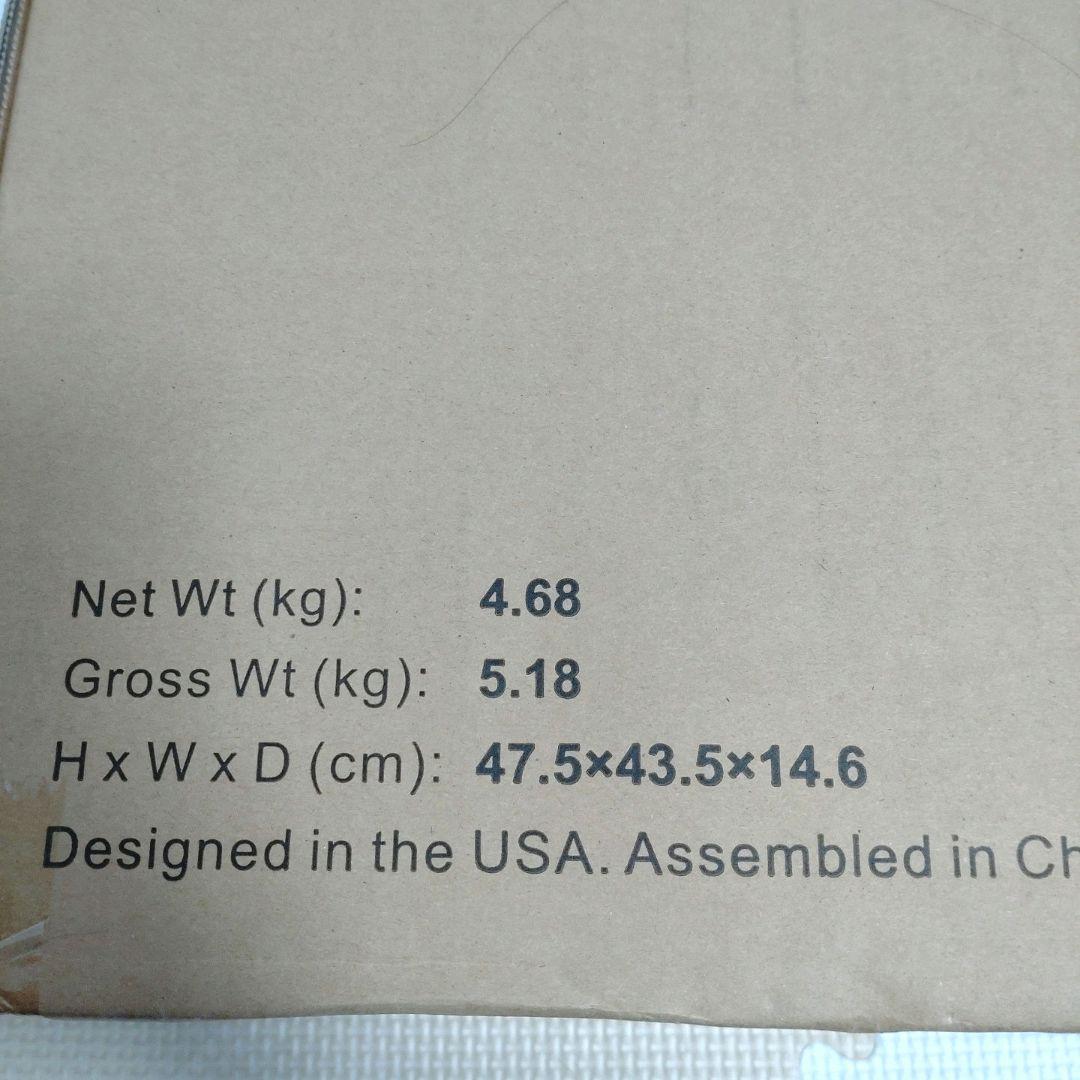 Net Wt (kg): 4.68
Gross Wt (kg): 5.18
H x W x D (cm): 47.5×43.5×14.6
Designed in the USA. Assembled in Ch